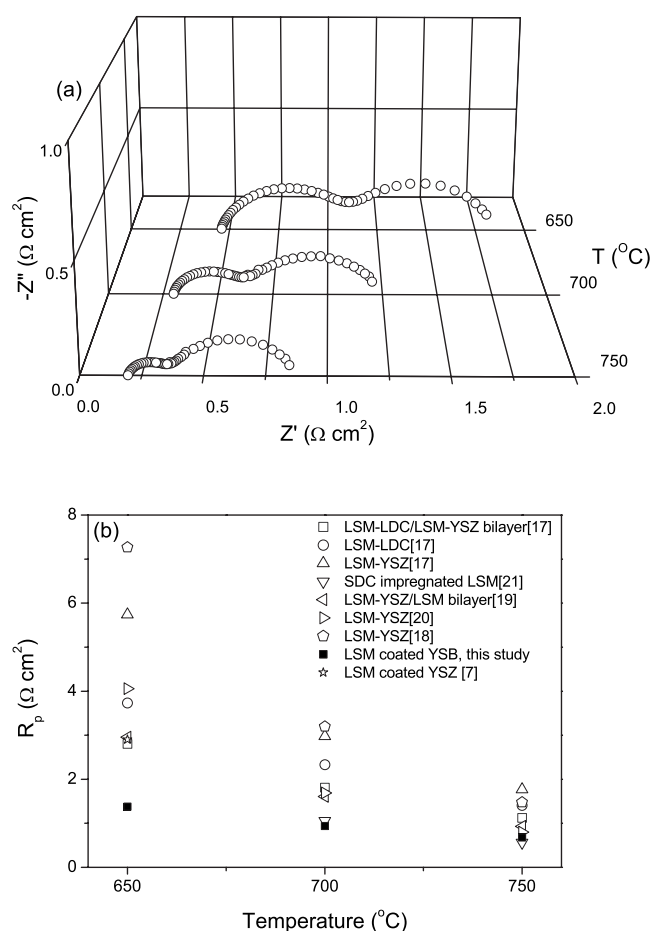 (a)
1.0
0.5
0.0
-Z" (Ω cm²)
650
700
750
T (°C)
0.0 0.5 1.0 1.5 2.0
Z' (Ω cm²)
(b)
8
6
4
2
0
Rₚ (Ω cm²)
LSM-LDC/LSM-YSZ bilayer[17]
LSM-LDC[17]
LSM-YSZ[17]
SDC impregnated LSM[21]
LSM-YSZ/LSM bilayer[19]
LSM-YSZ[20]
LSM-YSZ[18]
LSM coated YSB, this study
LSM coated YSZ [7]
650 700 750
Temperature (°C)